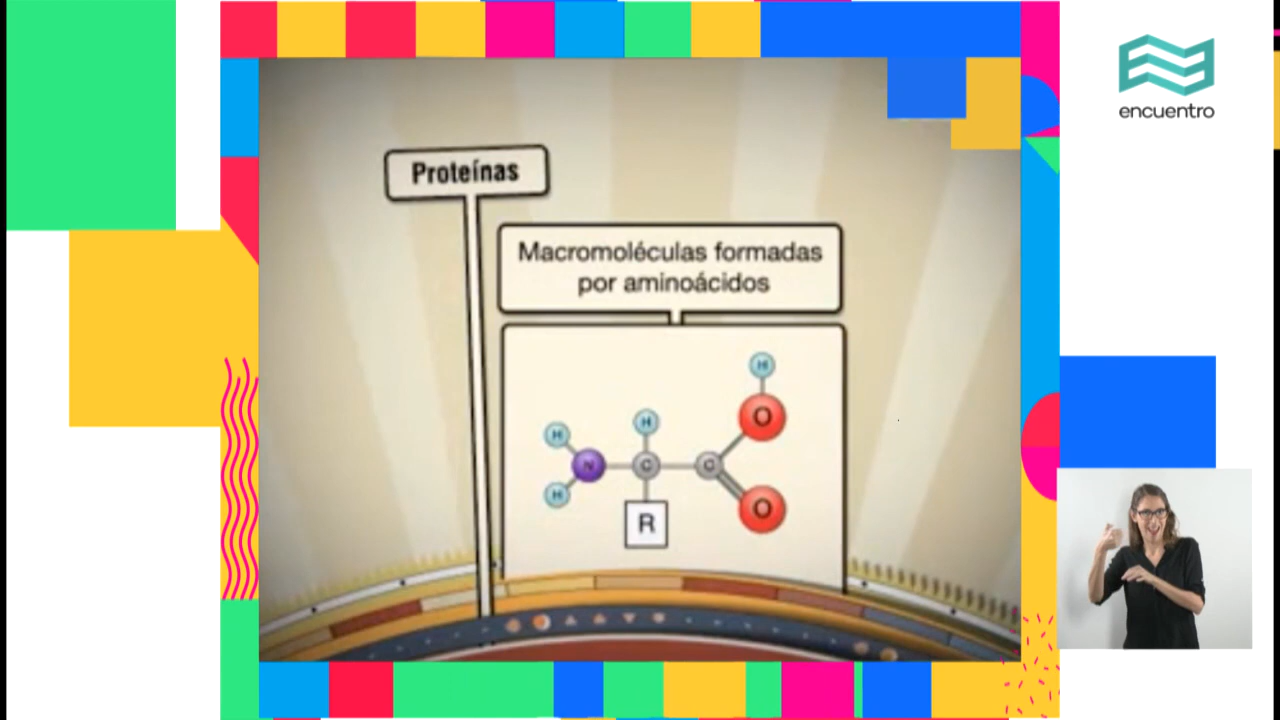 encuentro
Proteínas
Macromoléculas formadas
por aminoácidos
H
H
H
O
H
N
C
C
H
R
O